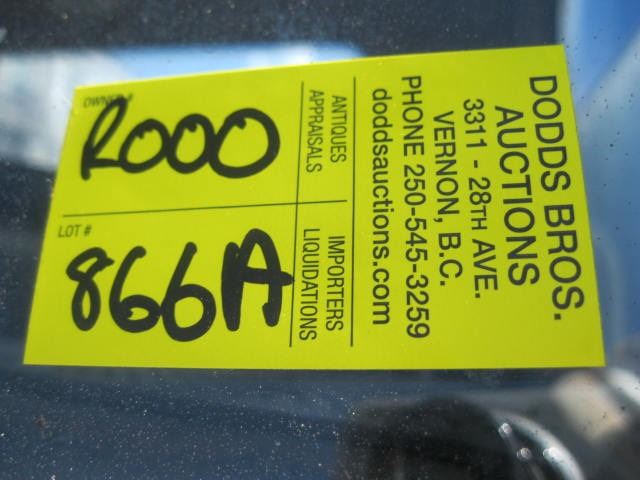 DODDS BROS.
AUCTIONS
3311 - 28TH AVE.
VERNON, B.C.
PHONE 250-545-3259
doddsauctions.com
ANTIQUES IMPORTERS
APPRAISALS LIQUIDATIONS
OWNER #
R000
LOT #
866A